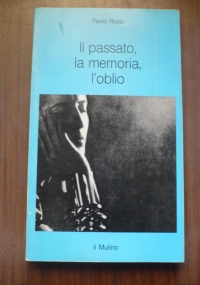 Paolo Rossi
Il passato,
la memoria,
l'oblio
il Mulino